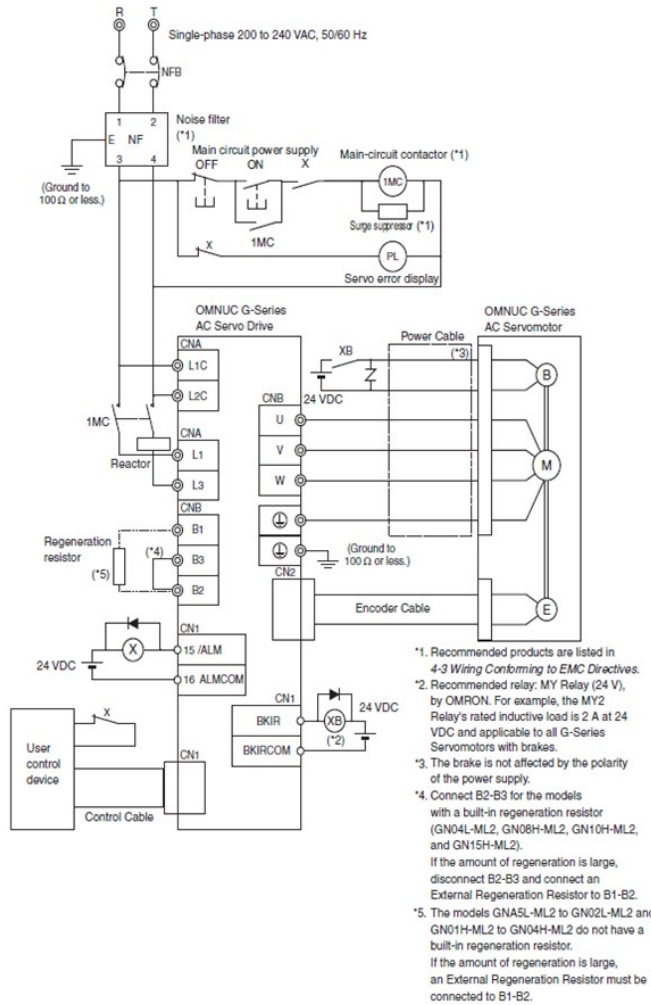 R T
Single-phase 200 to 240 VAC, 50/60 Hz
NFB
1 2
E NF
3 4
Noise filter
(*1)
(Ground to
100 Ω or less.)
Main circuit power supply
OFF ON X
Main-circuit contactor (*1)
1MC
Surge suppressor (*1)
1MC
X
PL
Servo error display
OMNUC G-Series
AC Servo Drive
OMNUC G-Series
AC Servomotor
CNA
L1C
L2C
1MC
Reactor
CNA
L1
L3
CNB
B1
B3
B2
Regeneration
resistor
(*5)
(*4)
XB
24 VDC
Power Cable
(*3)
B
CNB
U
V
W
M
(Ground to
100 Ω or less.)
CN2
Encoder Cable
E
CN1
X
15 /ALM
24 VDC
16 ALMCOM
CN1
BKIR
BKIRCOM
XB
(*2)
24 VDC
X
User
control
device
CN1
Control Cable
*1. Recommended products are listed in
4-3 Wiring Conforming to EMC Directives.
*2. Recommended relay: MY Relay (24 V),
by OMRON. For example, the MY2
Relay's rated inductive load is 2 A at 24
VDC and applicable to all G-Series
Servomotors with brakes.
*3. The brake is not affected by the polarity
of the power supply.
*4. Connect B2-B3 for the models
with a built-in regeneration resistor
(GN04L-ML2, GN08H-ML2, GN10H-ML2,
and GN15H-ML2).
If the amount of regeneration is large,
disconnect B2-B3 and connect an
External Regeneration Resistor to B1-B2.
*5. The models GNA5L-ML2 to GN02L-ML2 and
GN01H-ML2 to GN04H-ML2 do not have a
built-in regeneration resistor.
If the amount of regeneration is large,
an External Regeneration Resistor must be
connected to B1-B2.